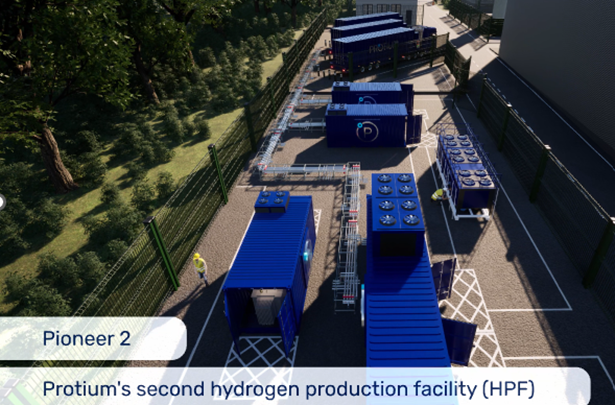 Pioneer 2
Protium's second hydrogen production facility (HPF)